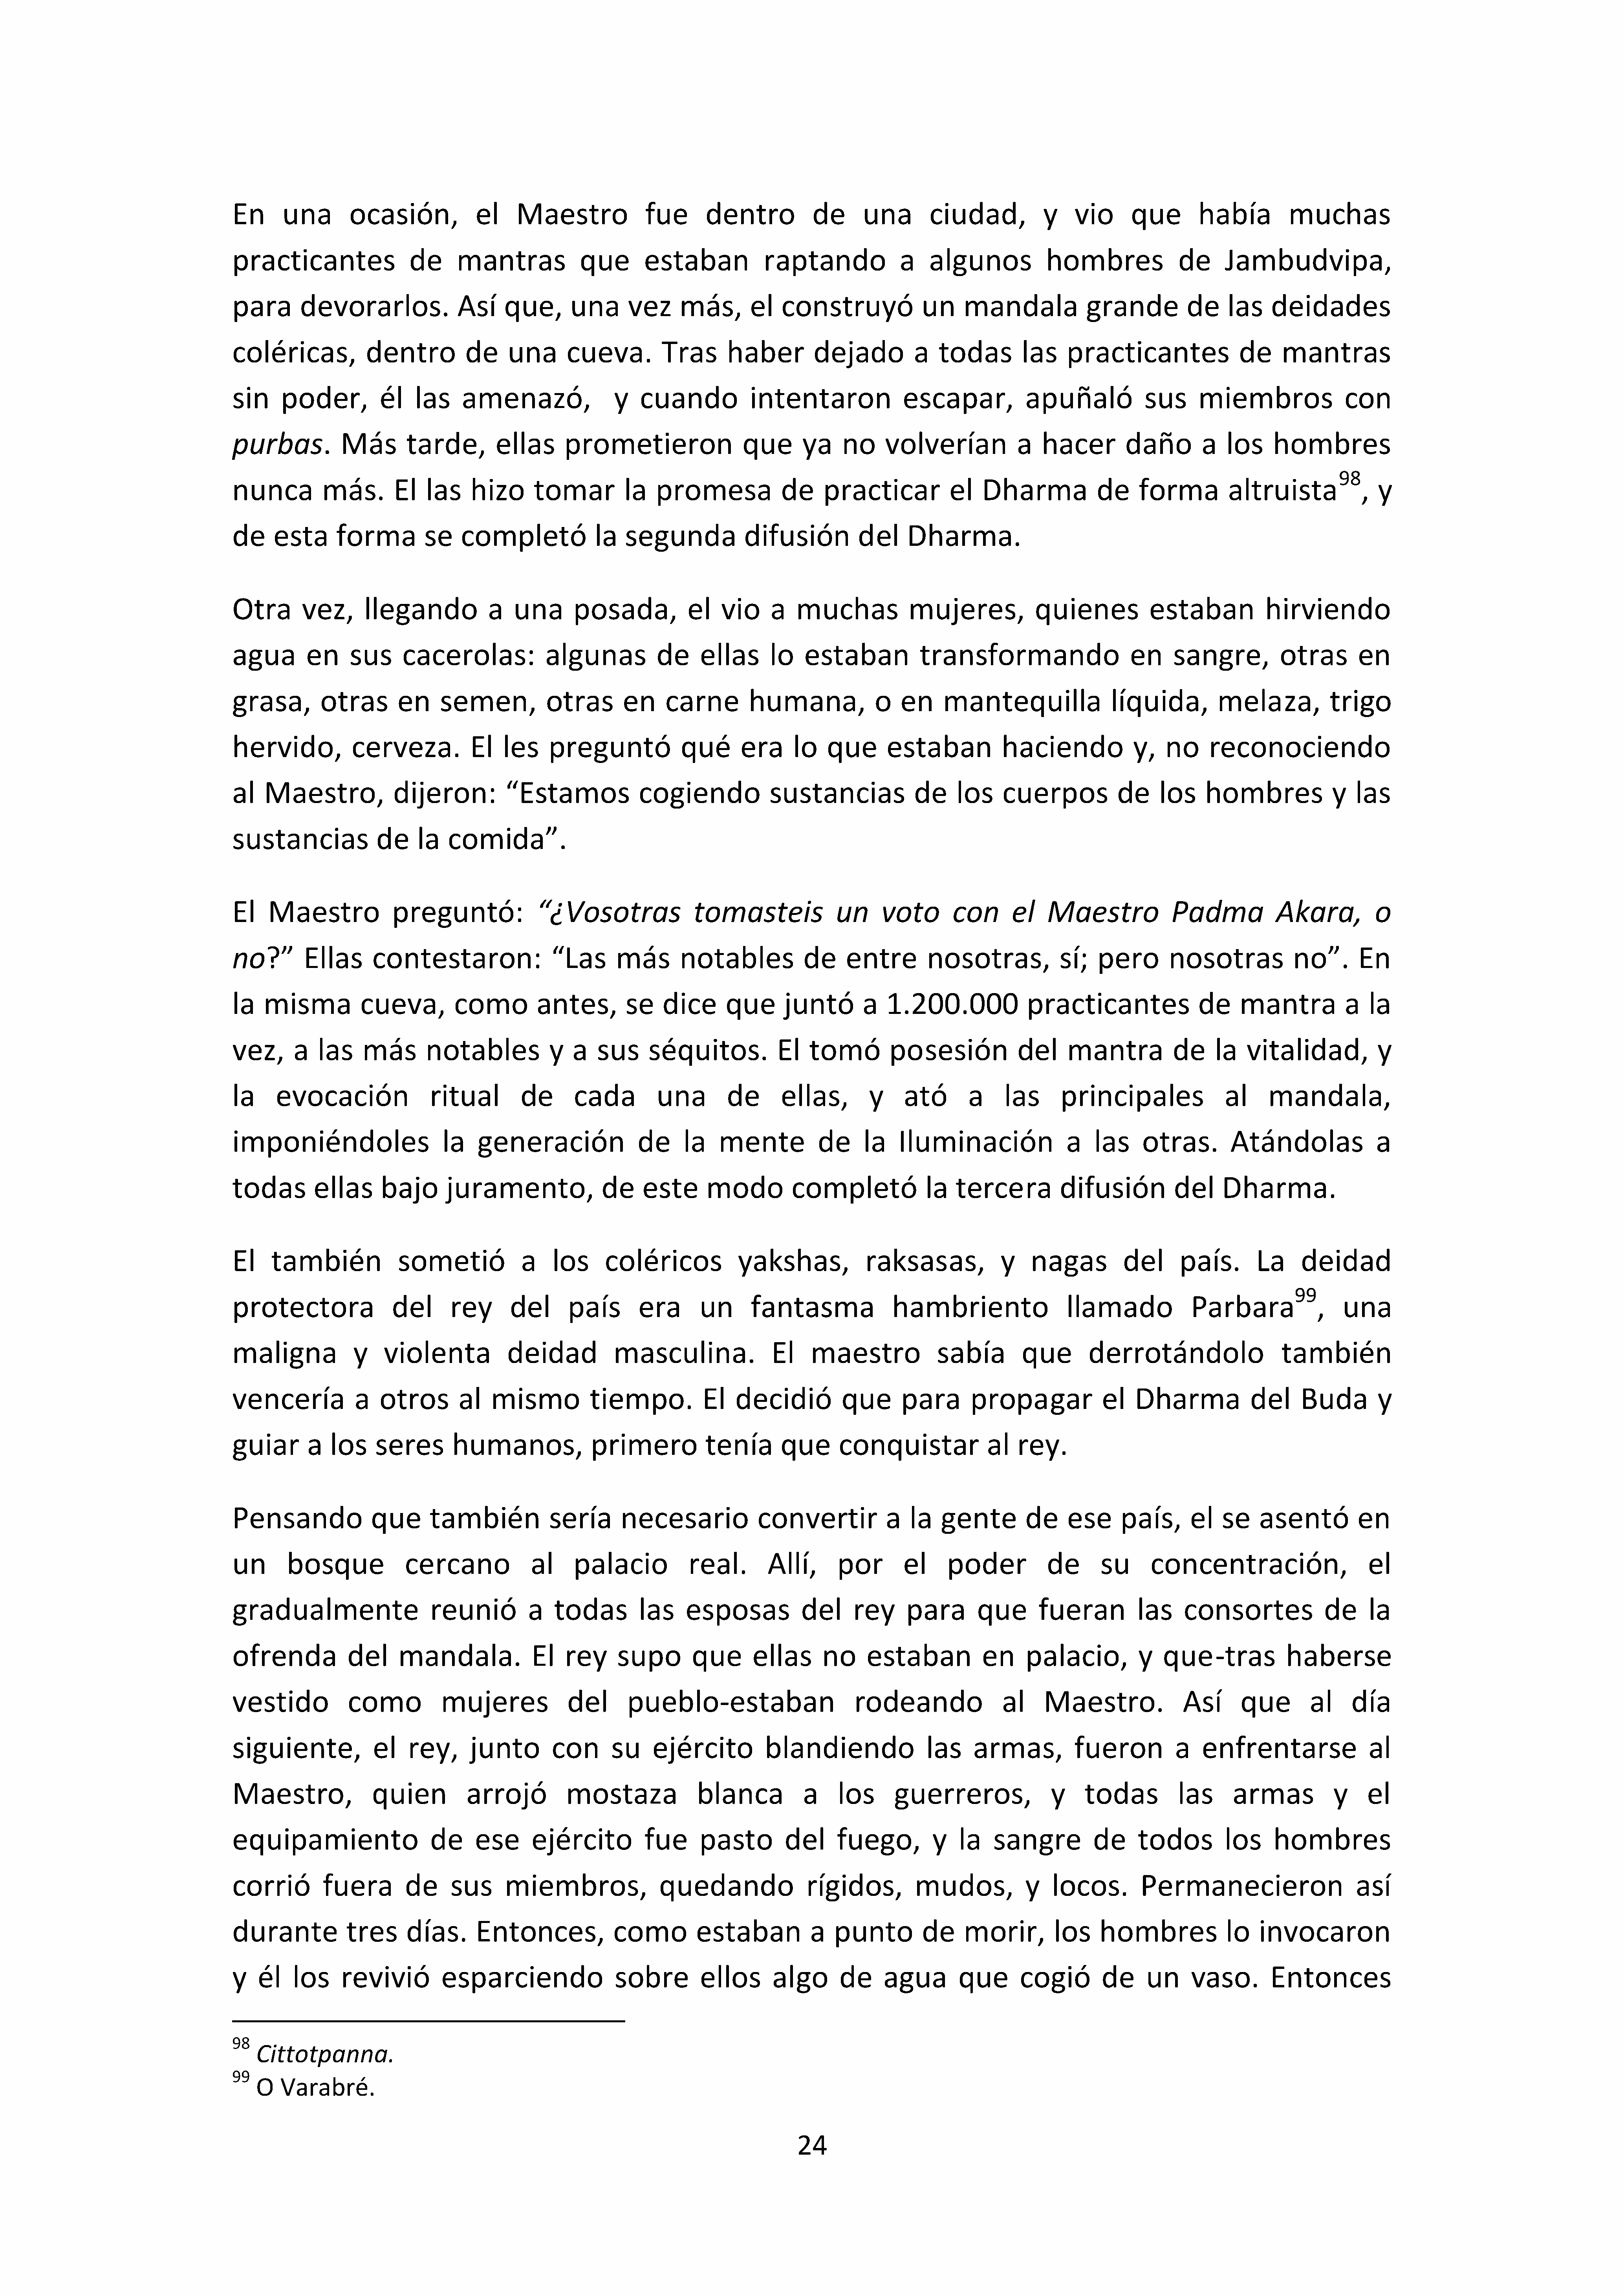 En una ocasión, el Maestro fue dentro de una ciudad, y vio que había muchas
practicantes de mantras que estaban raptando a algunos hombres de Jambudvipa,
para devorarlos. Así que, una vez más, el construyó un mandala grande de las deidades
coléricas, dentro de una cueva. Tras haber dejado a todas las practicantes de mantras
sin poder, él las amenazó,  y cuando intentaron escapar, apuñaló sus miembros con
purbas. Más tarde, ellas prometieron que ya no volverían a hacer daño a los hombres
nunca más. El las hizo tomar la promesa de practicar el Dharma de forma altruista98, y
de esta forma se completó la segunda difusión del Dharma.
Otra vez, llegando a una posada, el vio a muchas mujeres, quienes estaban hirviendo
agua en sus cacerolas: algunas de ellas lo estaban transformando en sangre, otras en
grasa, otras en semen, otras en carne humana, o en mantequilla líquida, melaza, trigo
hervido, cerveza. El les preguntó qué era lo que estaban haciendo y, no reconociendo
al Maestro, dijeron: “Estamos cogiendo sustancias de los cuerpos de los hombres y las
sustancias de la comida”.
El Maestro preguntó: “¿Vosotras tomasteis un voto con el Maestro Padma Akara, o
no?” Ellas contestaron: “Las más notables de entre nosotras, sí; pero nosotras no”. En
la misma cueva, como antes, se dice que juntó a 1.200.000 practicantes de mantra a la
vez, a las más notables y a sus séquitos. El tomó posesión del mantra de la vitalidad, y
la evocación ritual de cada una de ellas, y ató a las principales al mandala,
imponiéndoles la generación de la mente de la Iluminación a las otras. Atándolas a
todas ellas bajo juramento, de este modo completó la tercera difusión del Dharma.
El también sometió a los coléricos yakshas, raksasas, y nagas del país. La deidad
protectora del rey del país era un fantasma hambriento llamado Parbara99, una
maligna y violenta deidad masculina. El maestro sabía que derrotándolo también
vencería a otros al mismo tiempo. El decidió que para propagar el Dharma del Buda y
guiar a los seres humanos, primero tenía que conquistar al rey.
Pensando que también sería necesario convertir a la gente de ese país, el se asentó en
un bosque cercano al palacio real. Allí, por el poder de su concentración, el
gradualmente reunió a todas las esposas del rey para que fueran las consortes de la
ofrenda del mandala. El rey supo que ellas no estaban en palacio, y que-tras haberse
vestido como mujeres del pueblo-estaban rodeando al Maestro. Así que al día
siguiente, el rey, junto con su ejército blandiendo las armas, fueron a enfrentarse al
Maestro, quien arrojó mostaza blanca a los guerreros, y todas las armas y el
equipamiento de ese ejército fue pasto del fuego, y la sangre de todos los hombres
corrió fuera de sus miembros, quedando rígidos, mudos, y locos. Permanecieron así
durante tres días. Entonces, como estaban a punto de morir, los hombres lo invocaron
y él los revivió esparciendo sobre ellos algo de agua que cogió de un vaso. Entonces
98 Cittotpanna.
99 O Varabré.
24